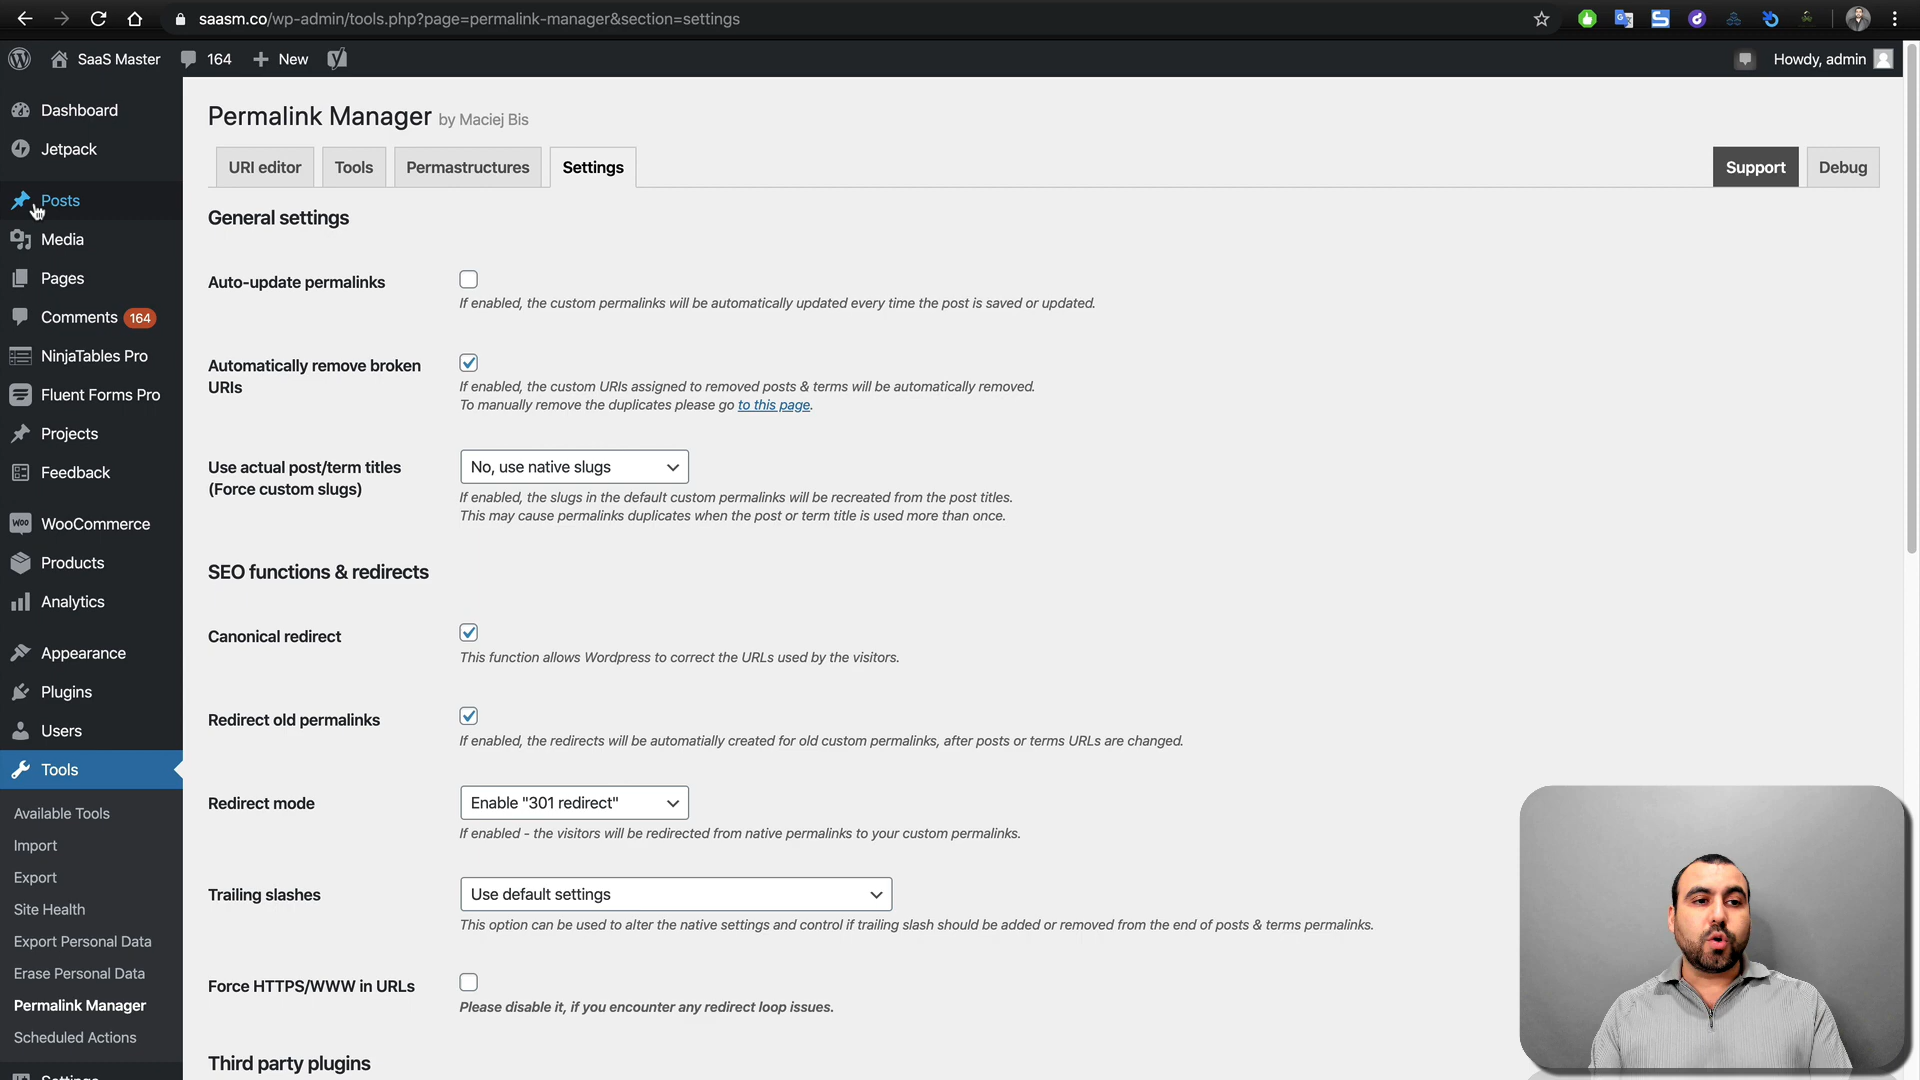 saasm.co/wp-admin/tools.php?page=permalink-manager&section=settings
SaaS Master
164
New
Howdy, admin
Dashboard
Jetpack
Posts
Media
Pages
Comments 164
NinjaTables Pro
Fluent Forms Pro
Projects
Feedback
WooCommerce
Products
Analytics
Appearance
Plugins
Users
Tools
Available Tools
Import
Export
Site Health
Export Personal Data
Erase Personal Data
Permalink Manager
Scheduled Actions
Settings
Permalink Manager by Maciej Bis
URI editor
Tools
Permastructures
Settings
Support
Debug
General settings
Auto-update permalinks
If enabled, the custom permalinks will be automatically updated every time the post is saved or updated.
Automatically remove broken
URIs
If enabled, the custom URIs assigned to removed posts & terms will be automatically removed.
To manually remove the duplicates please go to this page.
Use actual post/term titles
(Force custom slugs)
No, use native slugs
If enabled, the slugs in the default custom permalinks will be recreated from the post titles.
This may cause permalinks duplicates when the post or term title is used more than once.
SEO functions & redirects
Canonical redirect
This function allows Wordpress to correct the URLs used by the visitors.
Redirect old permalinks
If enabled, the redirects will be automatially created for old custom permalinks, after posts or terms URLs are changed.
Redirect mode
Enable "301 redirect"
If enabled - the visitors will be redirected from native permalinks to your custom permalinks.
Trailing slashes
Use default settings
This option can be used to alter the native settings and control if trailing slash should be added or removed from the end of posts & terms permalinks.
Force HTTPS/WWW in URLs
Please disable it, if you encounter any redirect loop issues.
Third party plugins